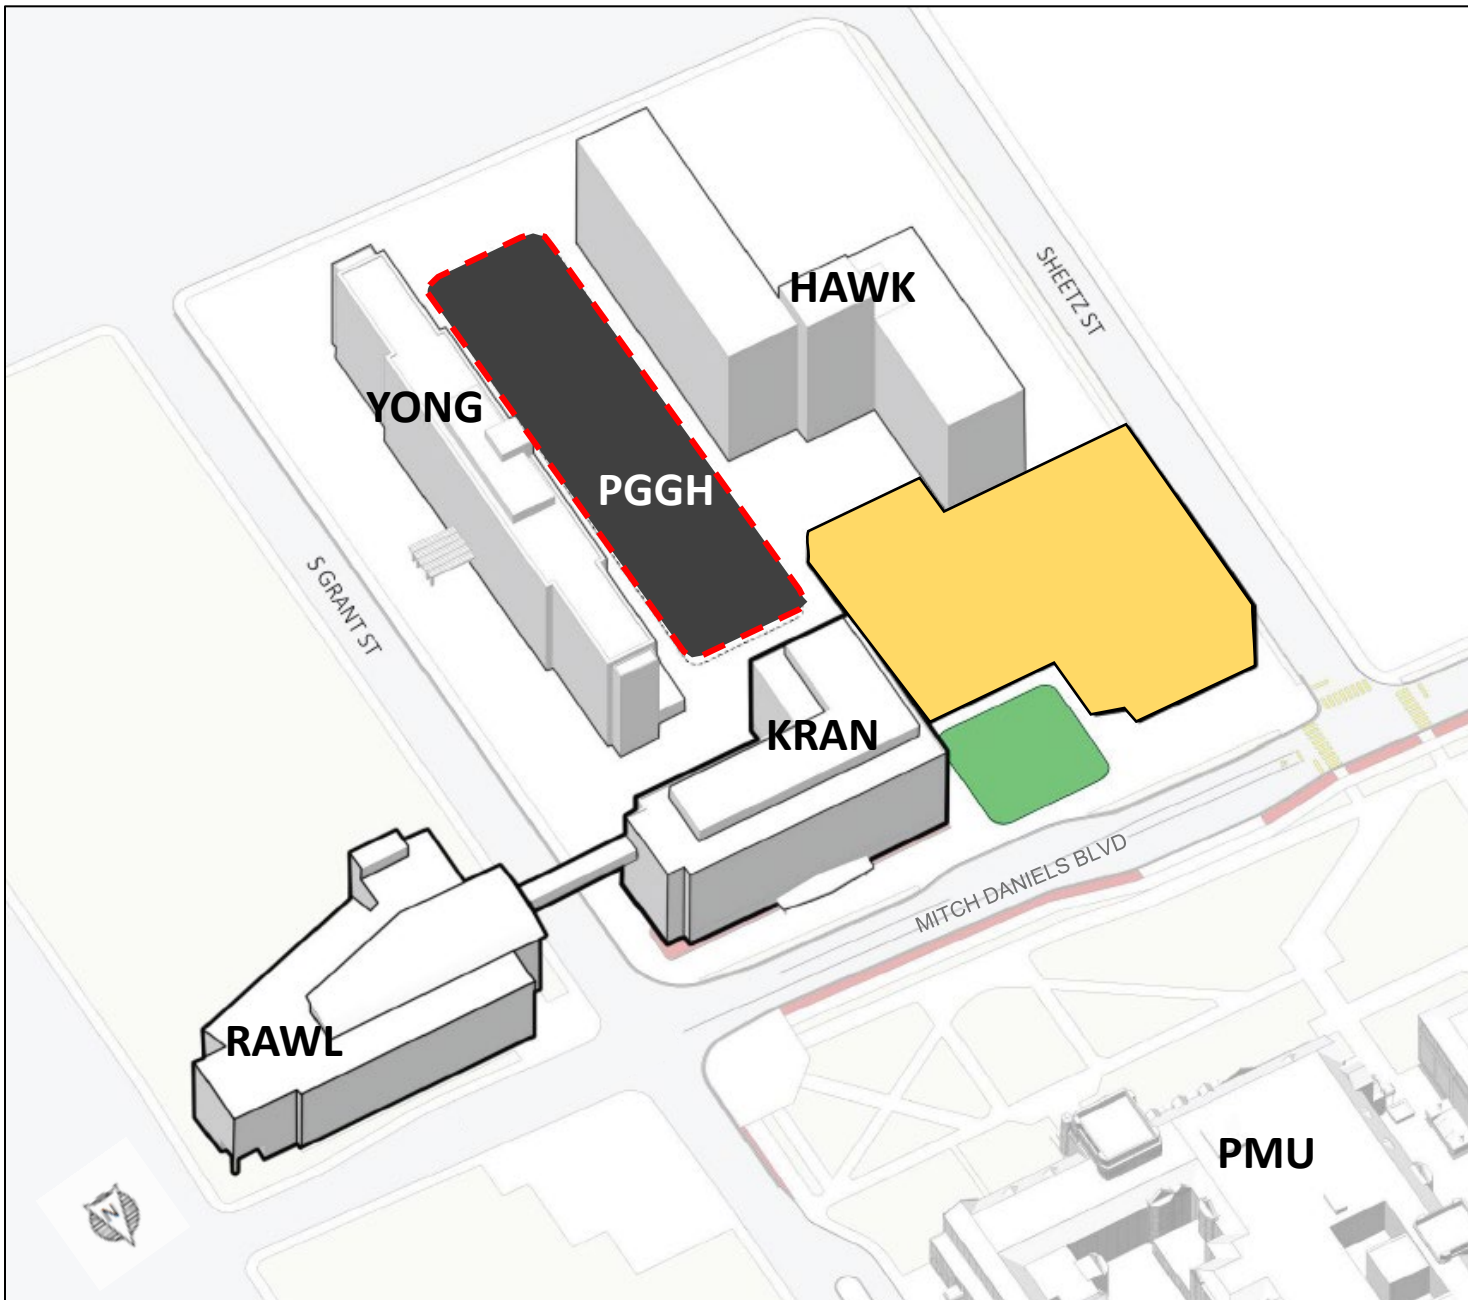 HAWK
SHEETZ ST
YONG
PGGH
S GRANT ST
KRAN
MITCH DANIELS BLVD
RAWL
PMU
N